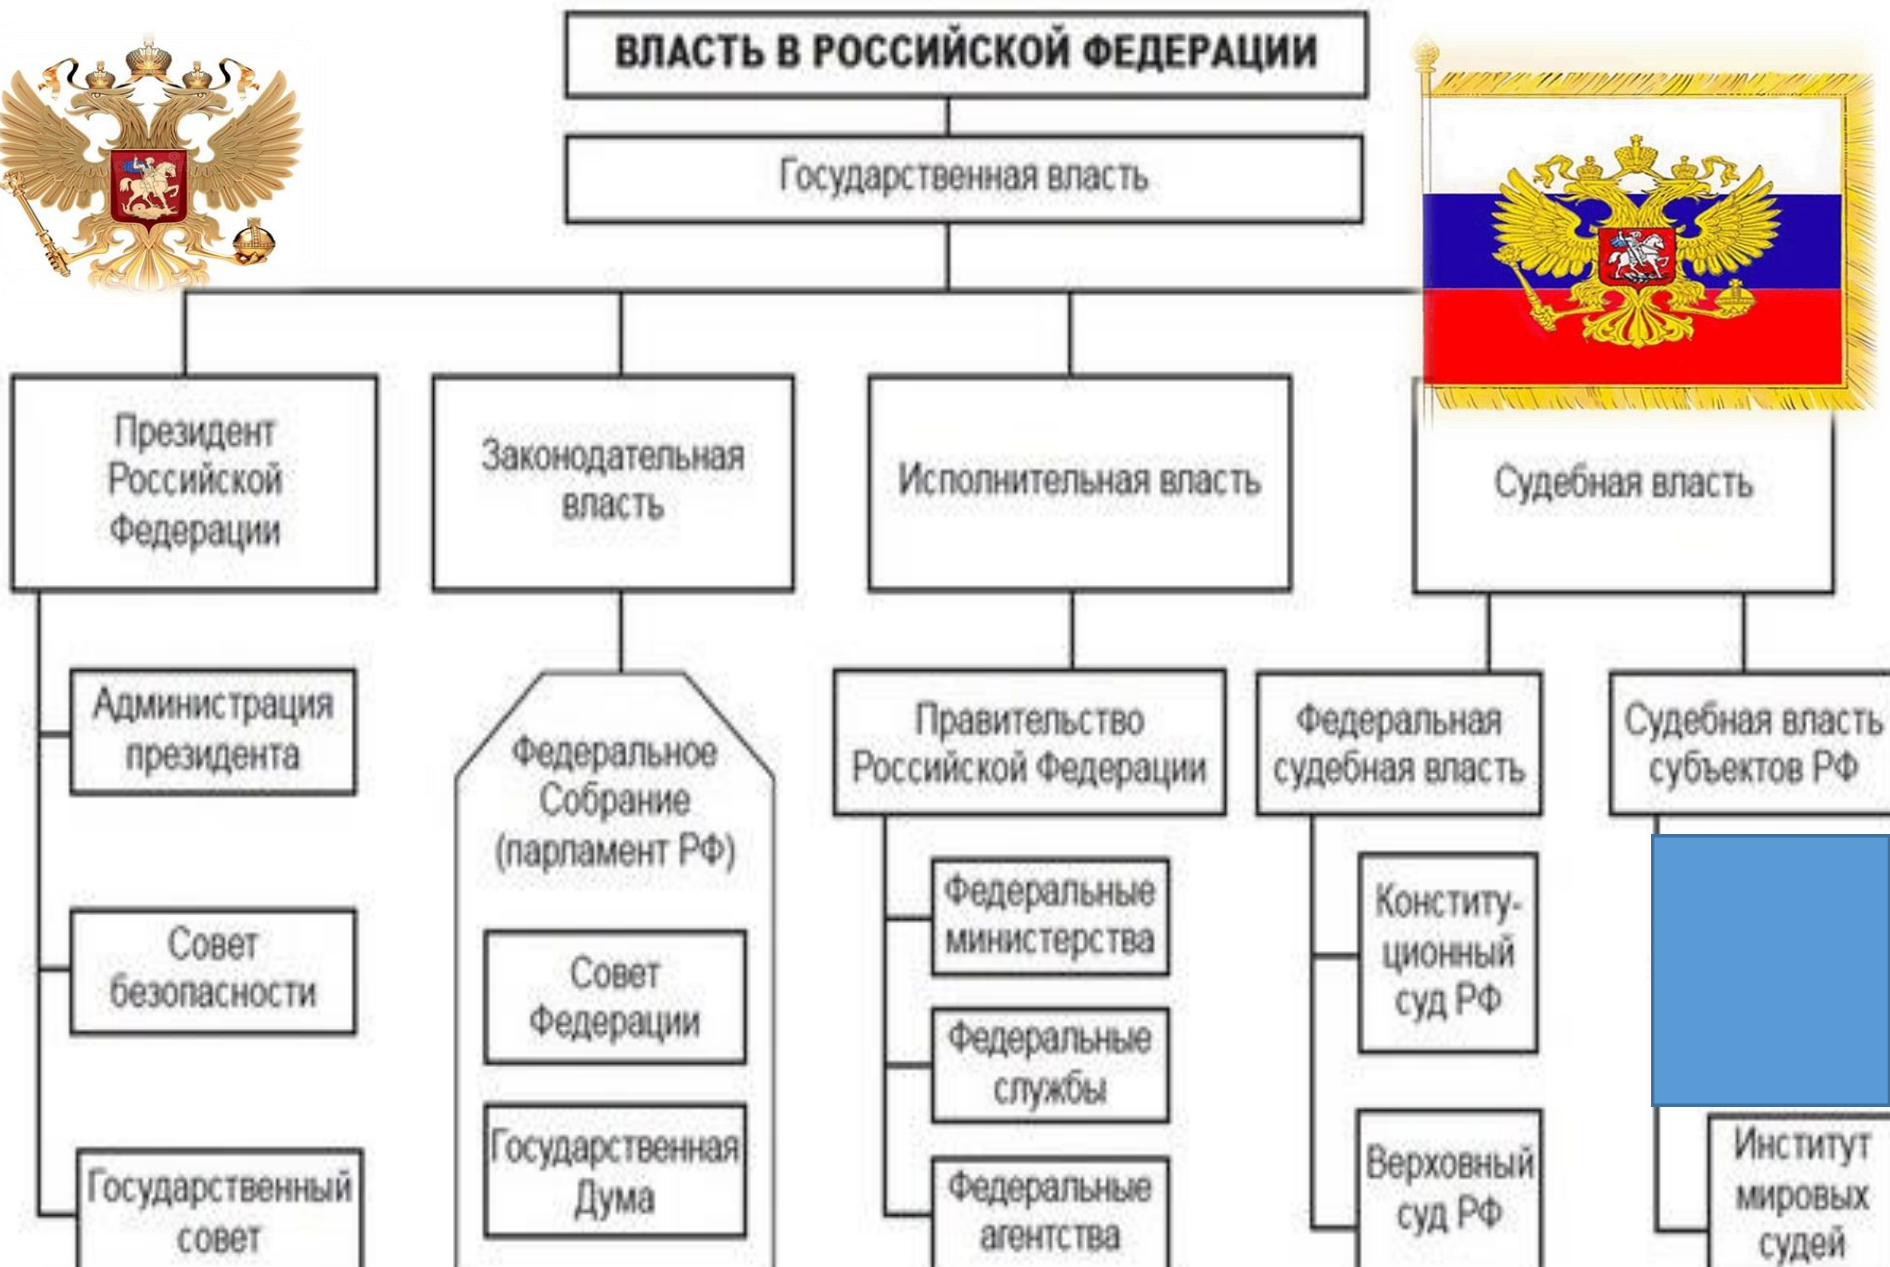 ВЛАСТЬ В РОССИЙСКОЙ ФЕДЕРАЦИИ
Государственная власть
Президент
Российской
Федерации
Законодательная
власть
Исполнительная власть
Судебная власть
Администрация
президента
Совет
безопасности
Государственный
совет
Федеральное
Собрание
(парламент РФ)
Совет
Федерации
Государственная
Дума
Правительство
Российской Федерации
Федеральные
министерства
Федеральные
службы
Федеральные
агентства
Федеральная
судебная власть
Конститу-
ционный
суд РФ
Верховный
суд РФ
Судебная власть
субъектов РФ
Институт
мировых
судей